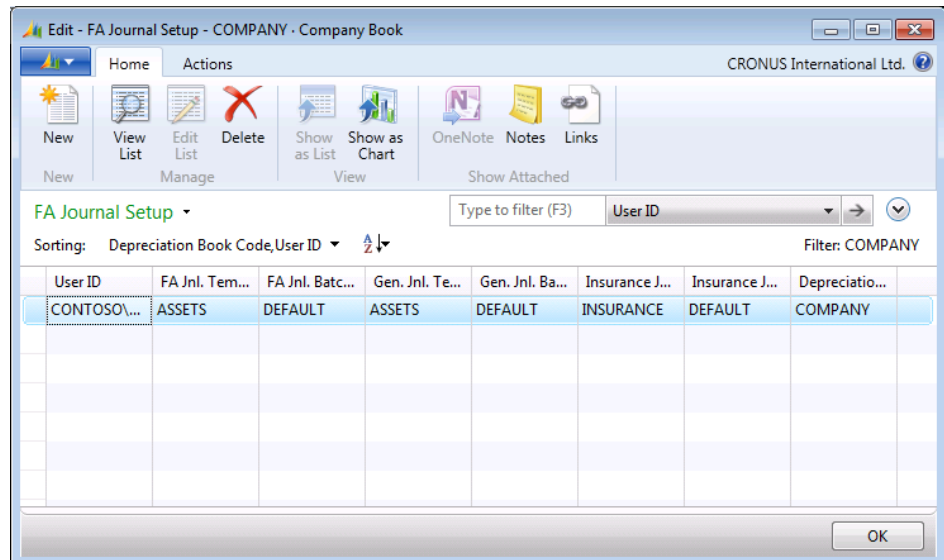 Edit - FA Journal Setup - COMPANY · Company Book
Home Actions CRONUS International Ltd.
New View List Edit List Delete Show as List Show as Chart OneNote Notes Links
New Manage View Show Attached
FA Journal Setup Type to filter (F3) User ID
Sorting: Depreciation Book Code,User ID AZ Filter: COMPANY
User ID FA Jnl. Tem... FA Jnl. Batc... Gen. Jnl. Te... Gen. Jnl. Ba... Insurance J... Insurance J... Depreciatio...
CONTOSO\... ASSETS DEFAULT ASSETS DEFAULT INSURANCE DEFAULT COMPANY
OK